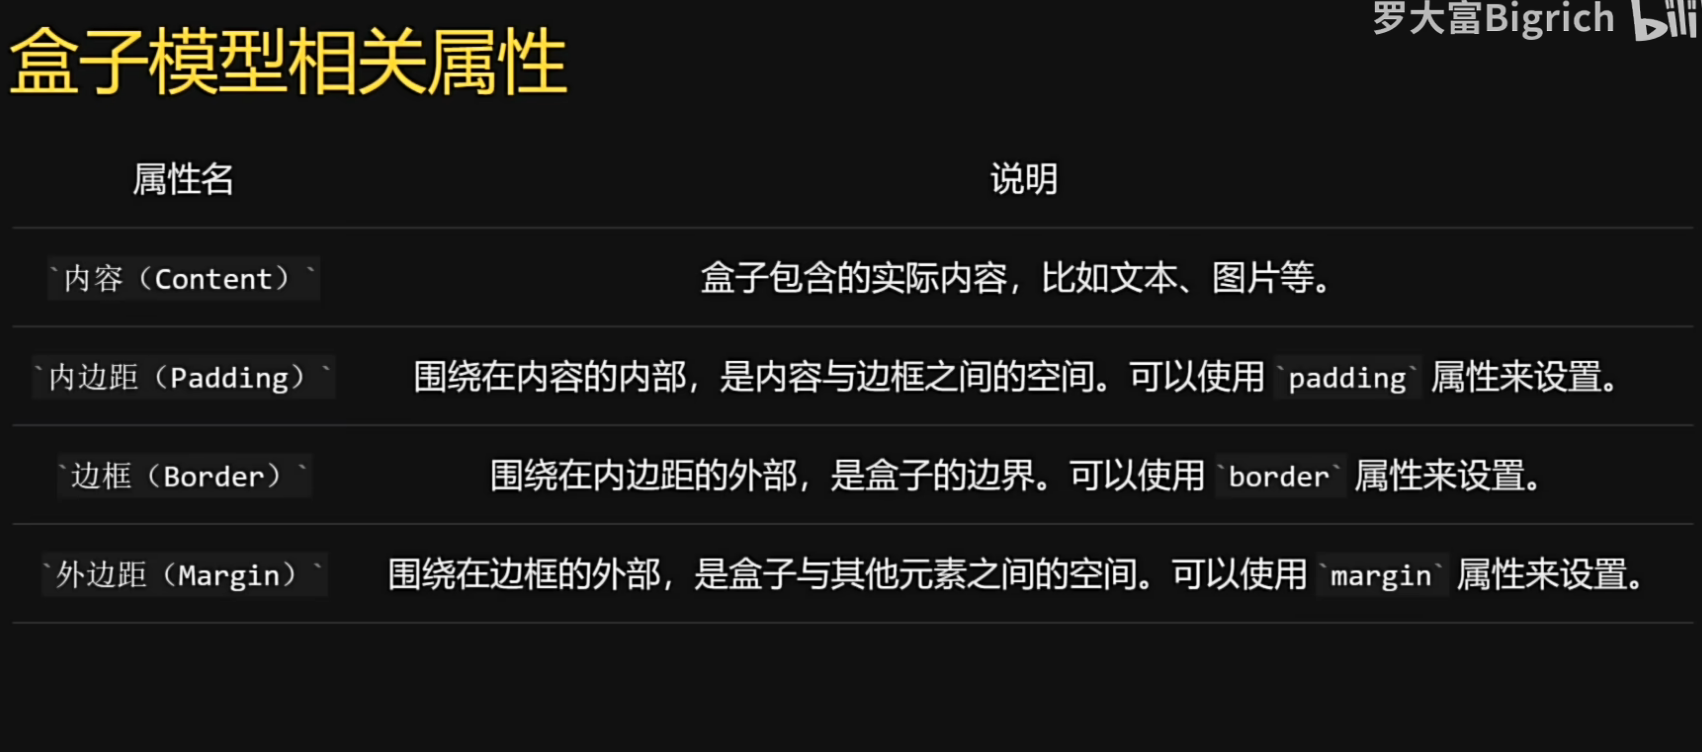 罗大富Bigrich bili
盒子模型相关属性
属性名 说明
`内容（Content）` 盒子包含的实际内容，比如文本、图片等。
`内边距（Padding）` 围绕在内容的内部，是内容与边框之间的空间。可以使用 `padding` 属性来设置。
`边框（Border）` 围绕在内边距的外部，是盒子的边界。可以使用 `border` 属性来设置。
`外边距（Margin）` 围绕在边框的外部，是盒子与其他元素之间的空间。可以使用 `margin` 属性来设置。